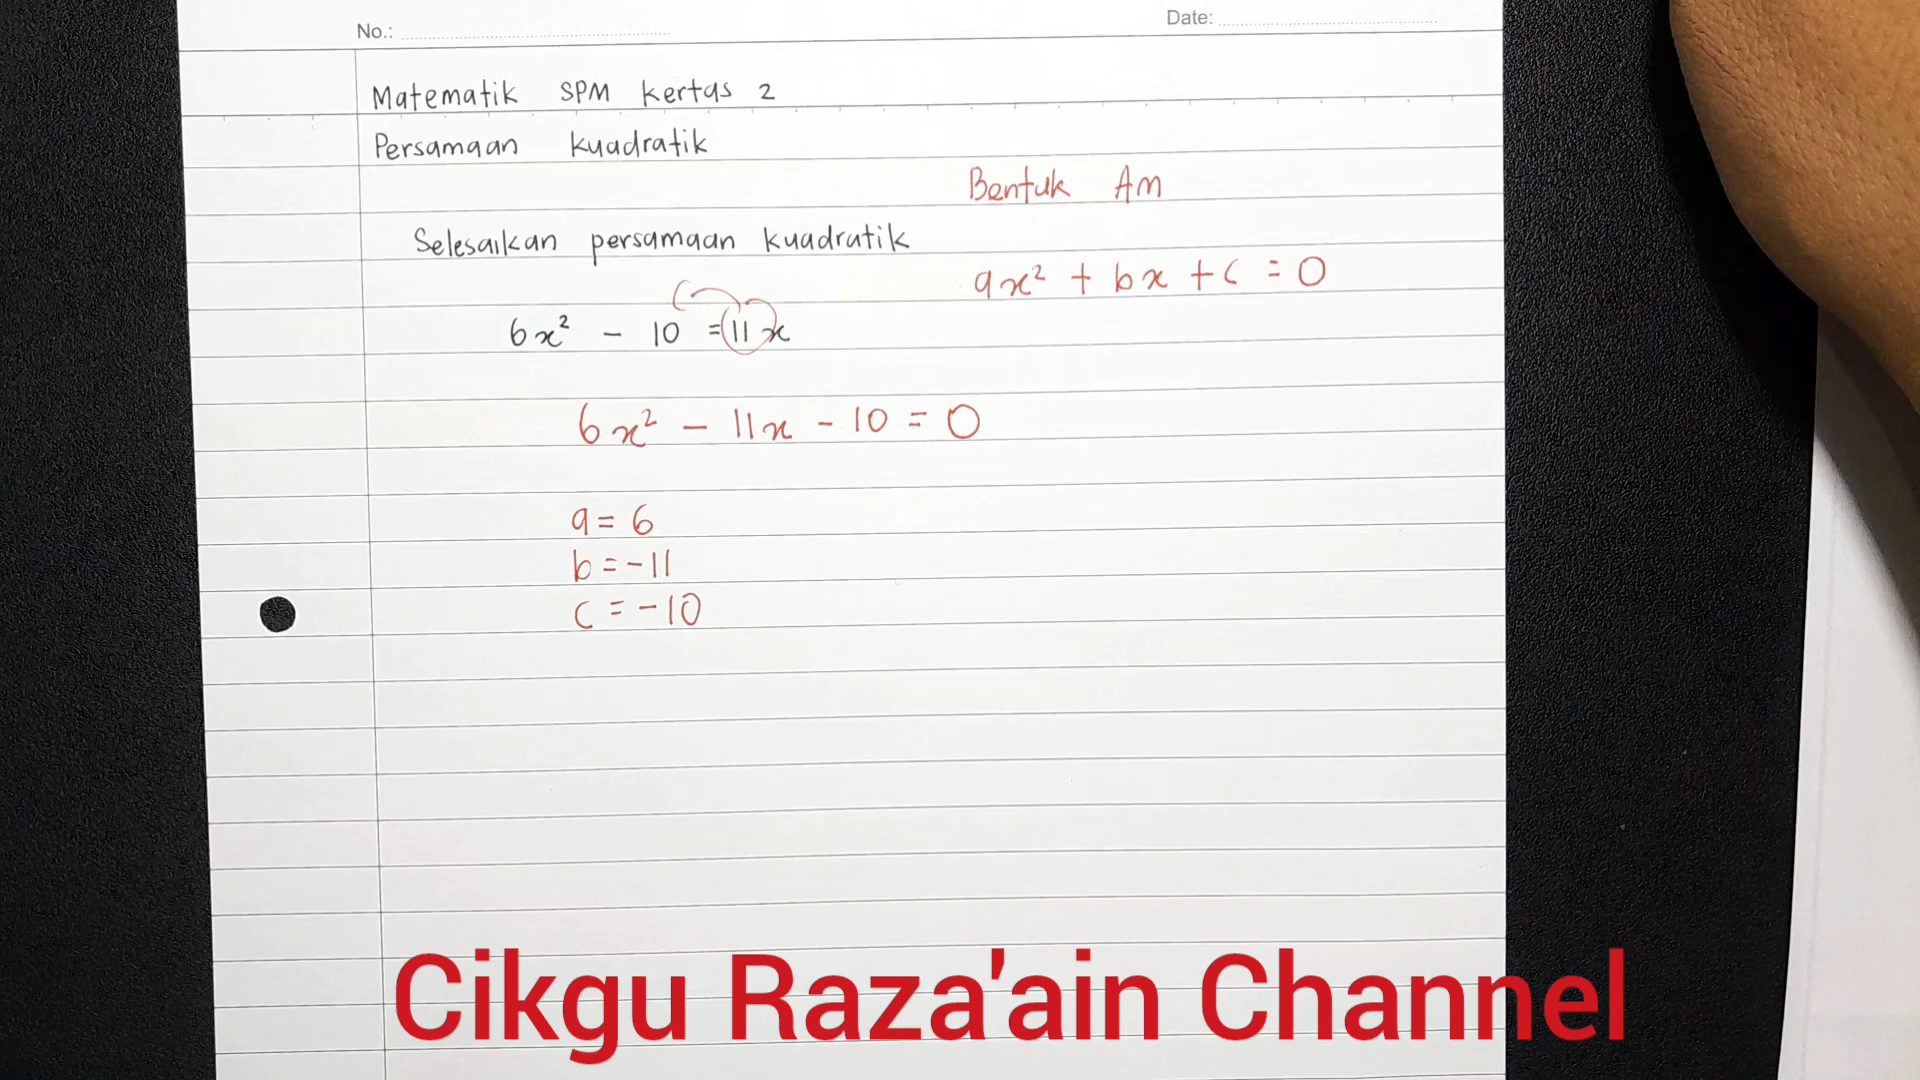 No.: Date:
Matematik SPM kertas 2
Persamaan kuadratik
Bentuk Am
Selesaikan persamaan kuadratik
ax² + bx + c = 0
6x² - 10 = 11x
6x² - 11x - 10 = 0
a = 6
b = -11
c = -10
Cikgu Raza'ain Channel